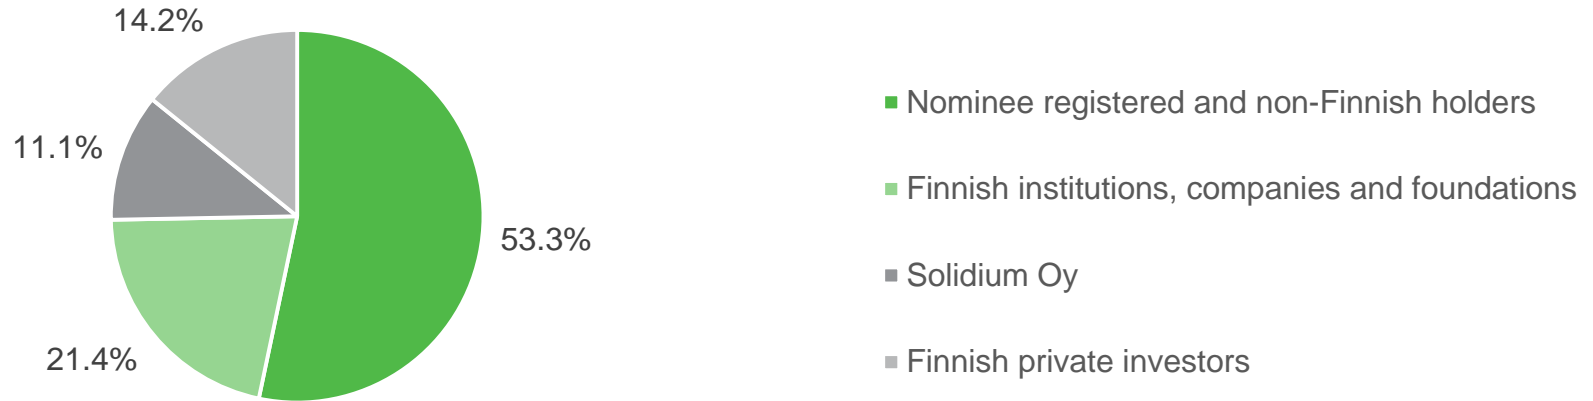 14.2%
11.1%
53.3%
21.4%
Nominee registered and non-Finnish holders
Finnish institutions, companies and foundations
Solidium Oy
Finnish private investors